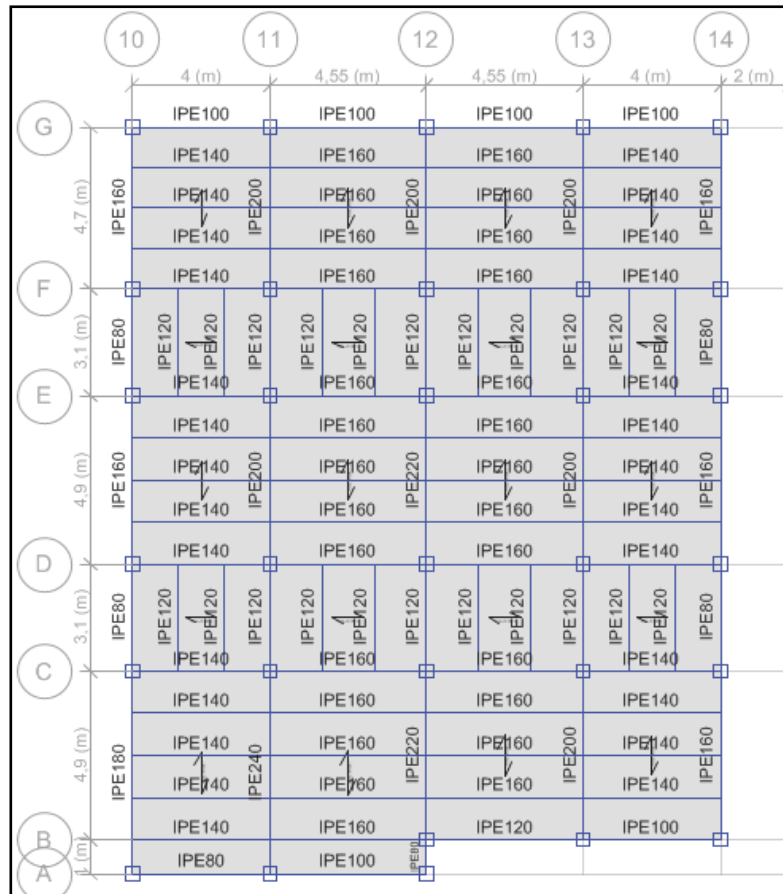 10 11 12 13 14
4 (m) 4,55 (m) 4,55 (m) 4 (m) 2 (m)
IPE100 IPE100 IPE100 IPE100
G
IPE140 IPE160 IPE160 IPE140
IPE140 IPE160 IPE160 IPE140
4,7 (m) IPE160 IPE200 IPE200 IPE200 IPE160
IPE140 IPE160 IPE160 IPE140
IPE140 IPE160 IPE160 IPE140
F
3,1 (m) IPE80 IPE120 IPE120 IPE120 IPE120 IPE120 IPE120 IPE120 IPE120 IPE120 IPE120 IPE120 IPE80
IPE140 IPE160 IPE160 IPE140
E
IPE140 IPE160 IPE160 IPE140
IPE140 IPE160 IPE160 IPE140
4,9 (m) IPE160 IPE200 IPE220 IPE200 IPE160
IPE140 IPE160 IPE160 IPE140
IPE140 IPE160 IPE160 IPE140
D
3,1 (m) IPE80 IPE120 IPE120 IPE120 IPE120 IPE120 IPE120 IPE120 IPE120 IPE120 IPE120 IPE120 IPE80
IPE140 IPE160 IPE160 IPE140
C
IPE140 IPE160 IPE160 IPE140
IPE140 IPE160 IPE160 IPE140
4,9 (m) IPE180 IPE240 IPE220 IPE200 IPE160
IPE140 IPE160 IPE160 IPE140
IPE140 IPE160 IPE120 IPE100
B
(m) IPE80 IPE100 IPE80
A